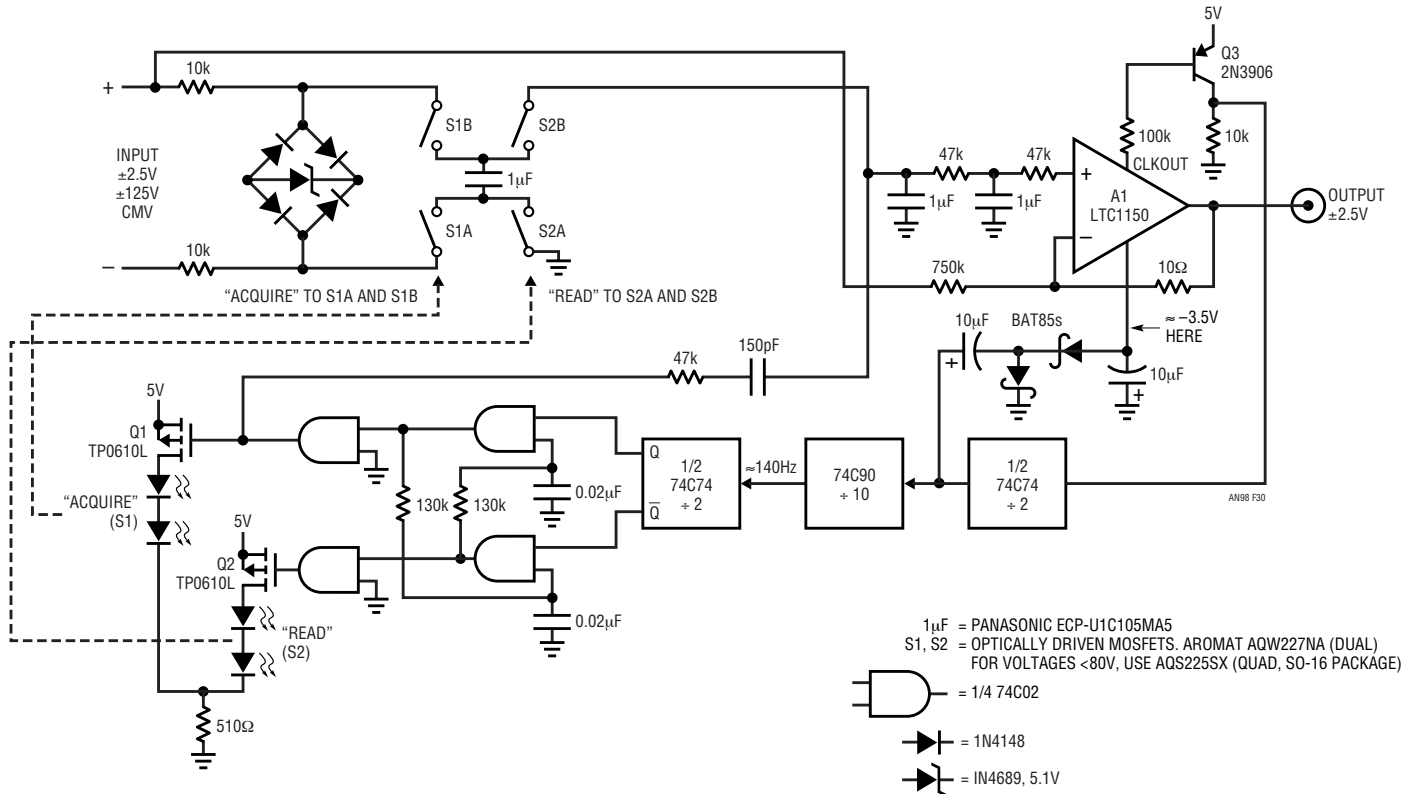 5V
Q3
2N3906
10k
+
100k
10k
S1B
S2B
INPUT
±2.5V
±125V
CMV
1µF
47k
47k
CLKOUT
+
A1
LTC1150
OUTPUT
±2.5V
1µF
1µF
S1A
S2A
10k
–
–
750k
10Ω
"ACQUIRE" TO S1A AND S1B
"READ" TO S2A AND S2B
≈ –3.5V
HERE
10µF
BAT85s
+
10µF
+
47k
150pF
5V
Q1
TP0610L
Q
1/2
74C74
÷ 2
Q
≈140Hz
74C90
÷ 10
1/2
74C74
÷ 2
AN98 F30
0.02µF
130k
130k
"ACQUIRE"
(S1)
5V
Q2
TP0610L
0.02µF
"READ"
(S2)
510Ω
1µF = PANASONIC ECP-U1C105MA5
S1, S2 = OPTICALLY DRIVEN MOSFETS. AROMAT AQW227NA (DUAL)
FOR VOLTAGES <80V, USE AQS225SX (QUAD, SO-16 PACKAGE)
= 1/4 74C02
= 1N4148
= IN4689, 5.1V